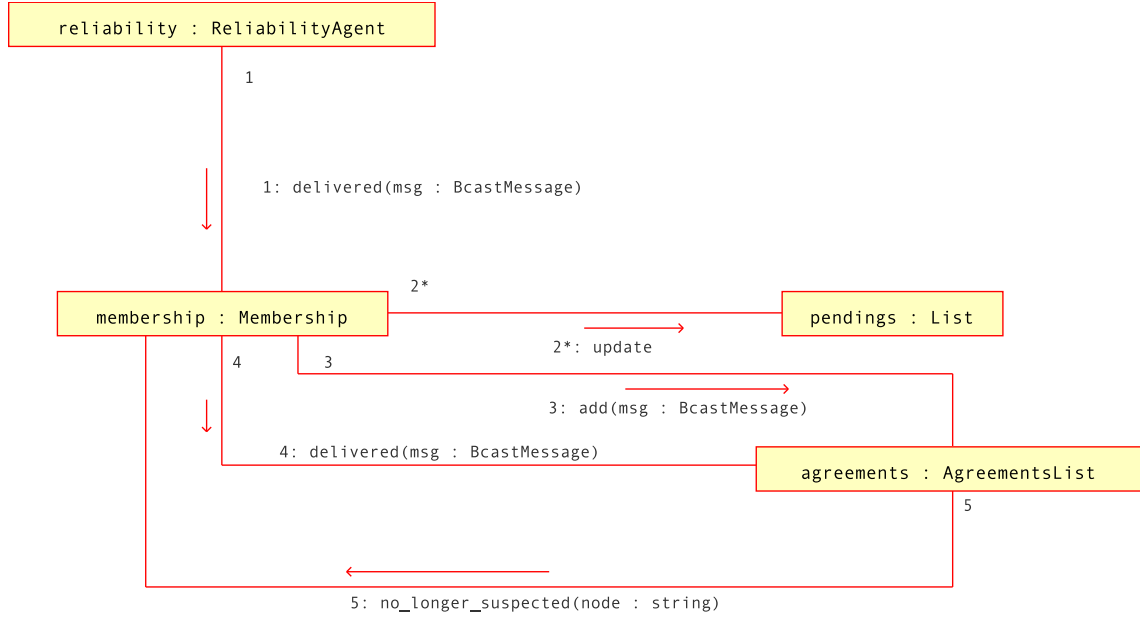 reliability : ReliabilityAgent
1
1: delivered(msg : BcastMessage)
2*
membership : Membership
pendings : List
2*: update
4
3
3: add(msg : BcastMessage)
4: delivered(msg : BcastMessage)
agreements : AgreementsList
5
5: no_longer_suspected(node : string)